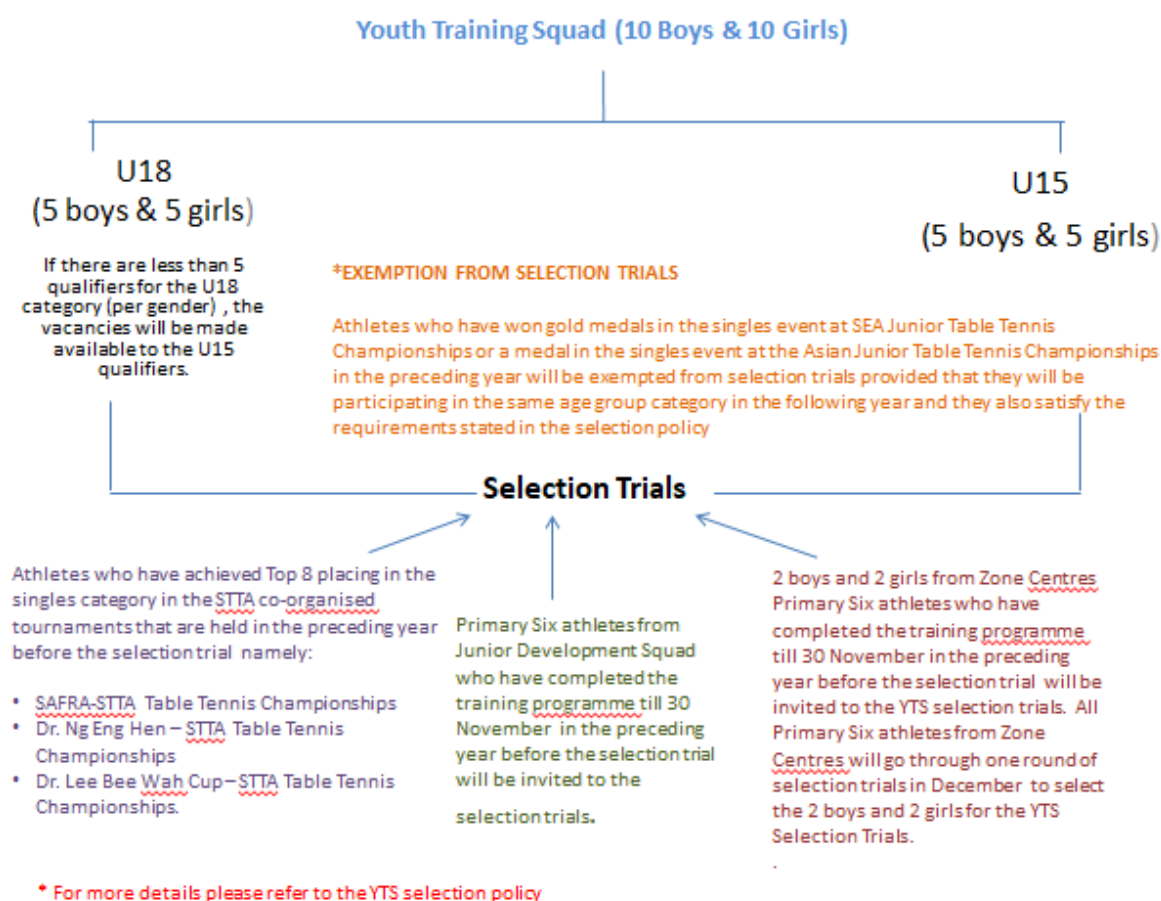 Youth Training Squad (10 Boys & 10 Girls)
U18
(5 boys & 5 girls)
If there are less than 5
qualifiers for the U18
category (per gender) , the
vacancies will be made
available to the U15
qualifiers.
U15
(5 boys & 5 girls)
*EXEMPTION FROM SELECTION TRIALS
Athletes who have won gold medals in the singles event at SEA Junior Table Tennis
Championships or a medal in the singles event at the Asian Junior Table Tennis Championships
in the preceding year will be exempted from selection trials provided that they will be
participating in the same age group category in the following year and they also satisfy the
requirements stated in the selection policy
Selection Trials
Athletes who have achieved Top 8 placing in the
singles category in the STTA co-organised
tournaments that are held in the preceding year
before the selection trial namely:
• SAFRA-STTA Table Tennis Championships
• Dr. Ng Eng Hen – STTA Table Tennis
Championships
• Dr. Lee Bee Wah Cup–STTA Table Tennis
Championships.
Primary Six athletes from
Junior Development Squad
who have completed the
training programme till 30
November in the preceding
year before the selection trial
will be invited to the
selection trials.
2 boys and 2 girls from Zone Centres
Primary Six athletes who have
completed the training programme
till 30 November in the preceding
year before the selection trial will be
invited to the YTS selection trials. All
Primary Six athletes from Zone
Centres will go through one round of
selection trials in December to select
the 2 boys and 2 girls for the YTS
Selection Trials.
.
* For more details please refer to the YTS selection policy